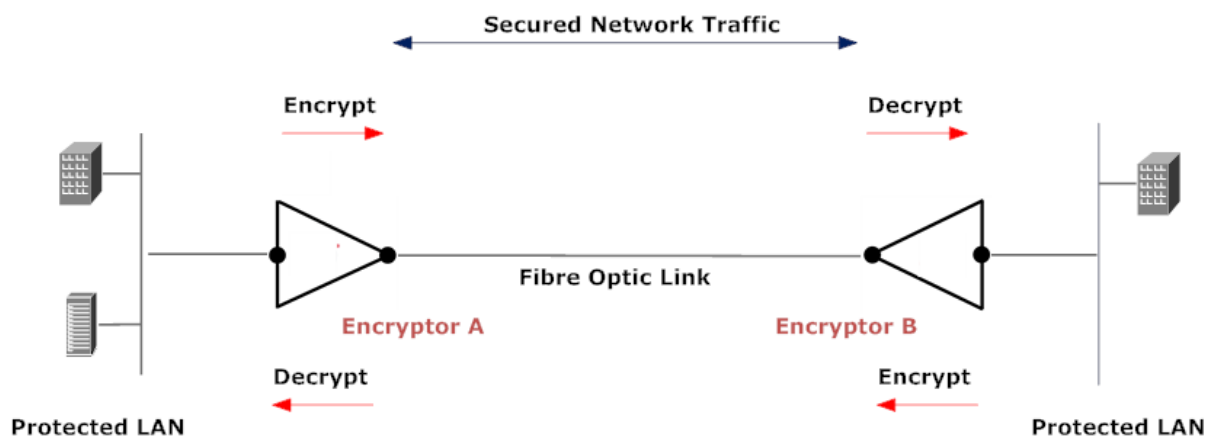 Secured Network Traffic
Encrypt
Decrypt
Fibre Optic Link
Encryptor A
Encryptor B
Decrypt
Encrypt
Protected LAN
Protected LAN